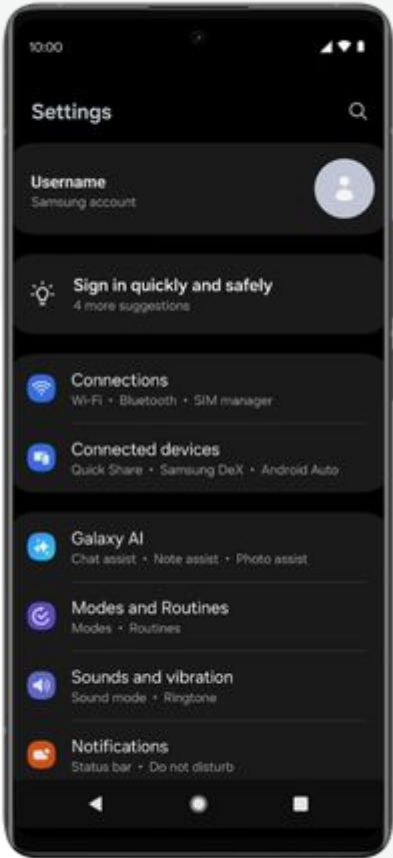 10:00
Settings
Username
Samsung account
Sign in quickly and safely
4 more suggestions
Connections
Wi-Fi • Bluetooth • SIM manager
Connected devices
Quick Share • Samsung DeX • Android Auto
Galaxy AI
Chat assist • Note assist • Photo assist
Modes and Routines
Modes • Routines
Sounds and vibration
Sound mode • Ringtone
Notifications
Status bar • Do not disturb